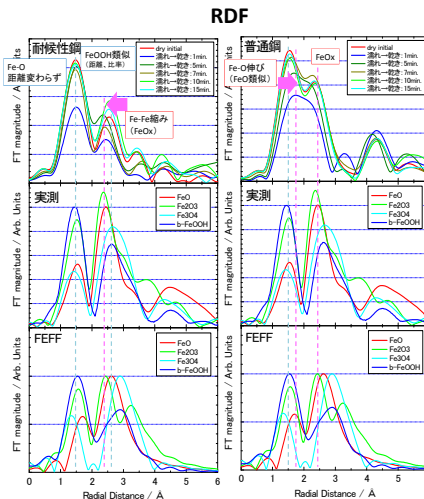 RDF
耐候性鋼
FeOOH類似
(距離、比率)
Fe-O
距離変わらず
Fe-Fe縮み
(FeOx)
dry initial
濡れ→乾き:1min.
濡れ→乾き:5min.
濡れ→乾き:7min.
濡れ→乾き:10min.
濡れ→乾き:15min.
FT magnitude / Arb. Units
実測
FeO
Fe2O3
Fe3O4
b-FeOOH
FT magnitude / Arb. Units
FEFF
FeO
Fe2O3
Fe3O4
b-FeOOH
FT magnitude / Arb. Units
0 1 2 3 4 5 6
Radial Distance / Å
普通鋼
FeOx
Fe-O伸び
(FeO類似)
dry initial
濡れ→乾き:1min.
濡れ→乾き:5min.
濡れ→乾き:7min.
濡れ→乾き:10min.
濡れ→乾き:15min.
FT magnitude / Arb. Units
実測
FeO
Fe2O3
Fe3O4
b-FeOOH
FT magnitude / Arb. Units
FEFF
FeO
Fe2O3
Fe3O4
b-FeOOH
FT magnitude / Arb. Units
0 1 2 3 4 5
Radial Distance / Å